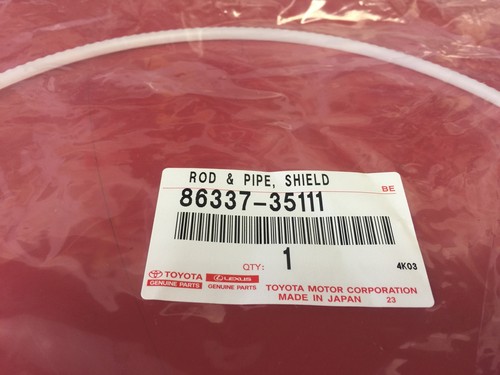 ROD & PIPE, SHIELD
BE
86337-35111
QTY: 1
4K03
TOYOTA LEXUS
GENUINE PARTS GENUINE PARTS
TOYOTA MOTOR CORPORATION
MADE IN JAPAN 23